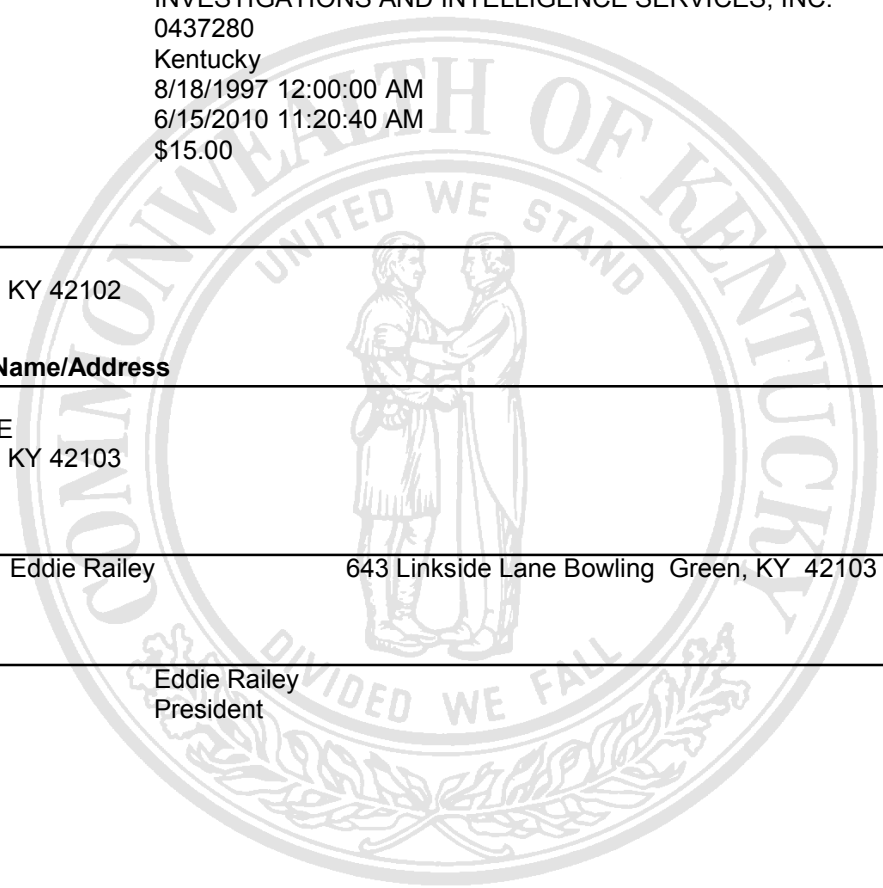 INVESTIGATIONS AND INTELLIGENCE SERVICES, INC.
0437280
Kentucky
8/18/1997 12:00:00 AM
6/15/2010 11:20:40 AM
$15.00
COMMONWEALTH OF KENTUCKY
UNITED WE STAND
KY 42102
Name/Address
E
KY 42103
Eddie Railey 643 Linkside Lane Bowling Green, KY 42103
DIVIDED WE FALL
Eddie Railey
President